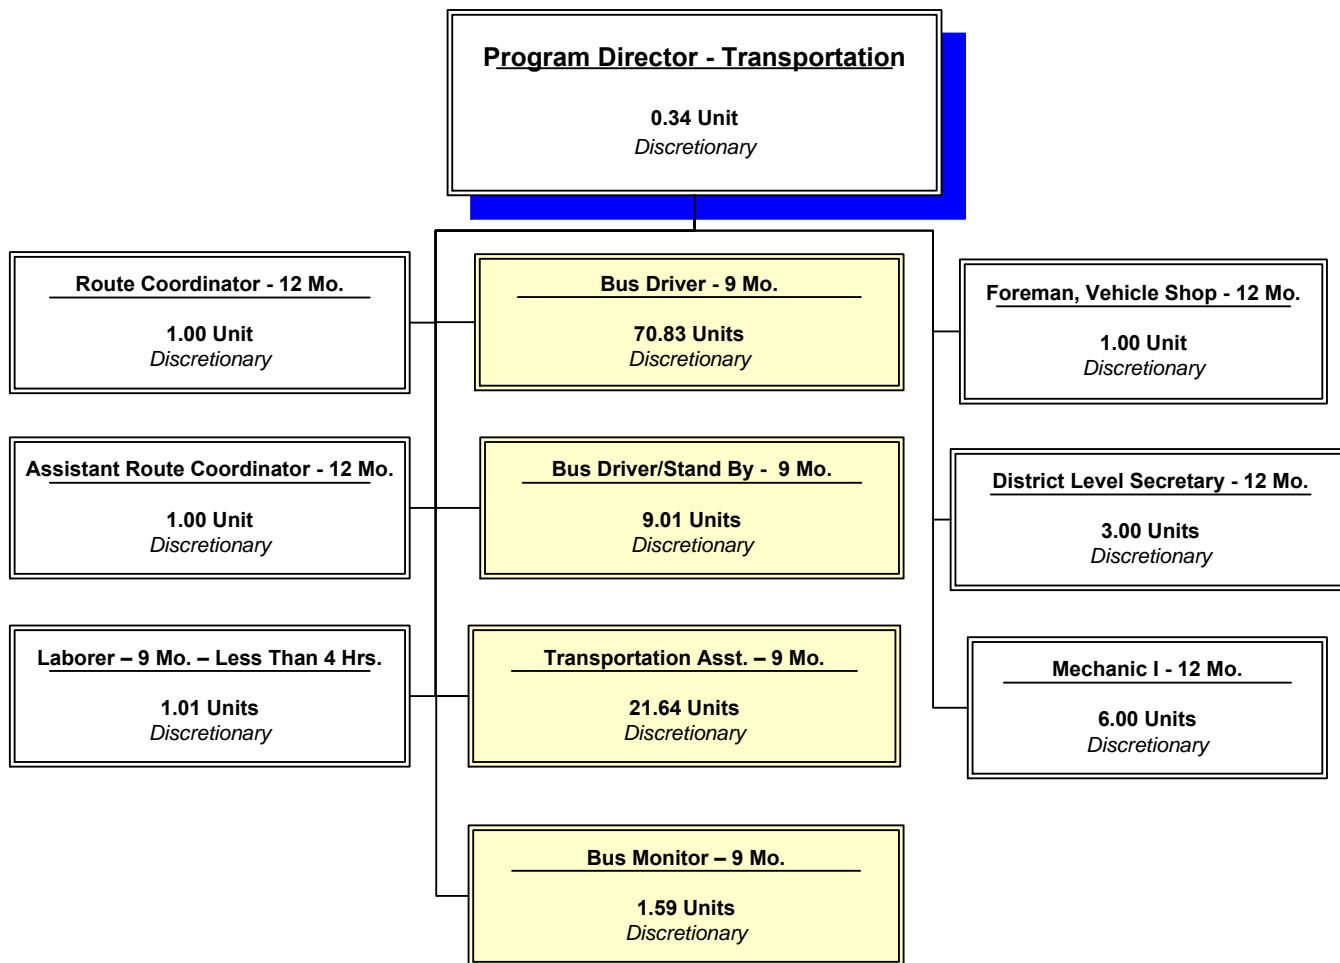 Program Director - Transportation
0.34 Unit
Discretionary
Route Coordinator - 12 Mo.
1.00 Unit
Discretionary
Bus Driver - 9 Mo.
70.83 Units
Discretionary
Foreman, Vehicle Shop - 12 Mo.
1.00 Unit
Discretionary
Assistant Route Coordinator - 12 Mo.
1.00 Unit
Discretionary
Bus Driver/Stand By - 9 Mo.
9.01 Units
Discretionary
District Level Secretary - 12 Mo.
3.00 Units
Discretionary
Laborer – 9 Mo. – Less Than 4 Hrs.
1.01 Units
Discretionary
Transportation Asst. – 9 Mo.
21.64 Units
Discretionary
Mechanic I - 12 Mo.
6.00 Units
Discretionary
Bus Monitor – 9 Mo.
1.59 Units
Discretionary